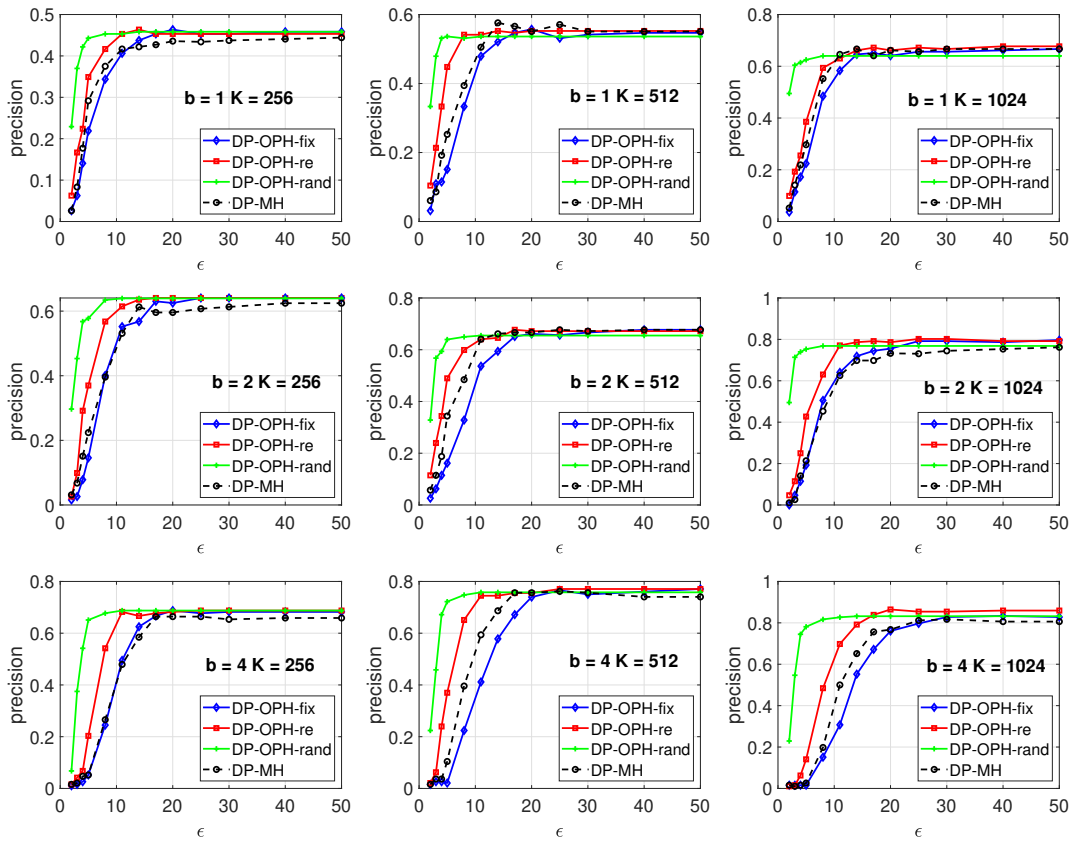 0.5
0.4
0.3
0.2
0.1
0
precision
b = 1 K = 256
DP-OPH-fix
DP-OPH-re
DP-OPH-rand
DP-MH
0 10 20 30 40 50
ϵ
0.6
0.4
0.2
0
precision
b = 1 K = 512
DP-OPH-fix
DP-OPH-re
DP-OPH-rand
DP-MH
0 10 20 30 40 50
ϵ
0.8
0.6
0.4
0.2
0
precision
b = 1 K = 1024
DP-OPH-fix
DP-OPH-re
DP-OPH-rand
DP-MH
0 10 20 30 40 50
ϵ
0.6
0.4
0.2
0
precision
b = 2 K = 256
DP-OPH-fix
DP-OPH-re
DP-OPH-rand
DP-MH
0 10 20 30 40 50
ϵ
0.8
0.6
0.4
0.2
0
precision
b = 2 K = 512
DP-OPH-fix
DP-OPH-re
DP-OPH-rand
DP-MH
0 10 20 30 40 50
ϵ
1
0.8
0.6
0.4
0.2
0
precision
b = 2 K = 1024
DP-OPH-fix
DP-OPH-re
DP-OPH-rand
DP-MH
0 10 20 30 40 50
ϵ
0.8
0.6
0.4
0.2
0
precision
b = 4 K = 256
DP-OPH-fix
DP-OPH-re
DP-OPH-rand
DP-MH
0 10 20 30 40 50
ϵ
0.8
0.6
0.4
0.2
0
precision
b = 4 K = 512
DP-OPH-fix
DP-OPH-re
DP-OPH-rand
DP-MH
0 10 20 30 40 50
ϵ
1
0.8
0.6
0.4
0.2
0
precision
b = 4 K = 1024
DP-OPH-fix
DP-OPH-re
DP-OPH-rand
DP-MH
0 10 20 30 40 50
ϵ